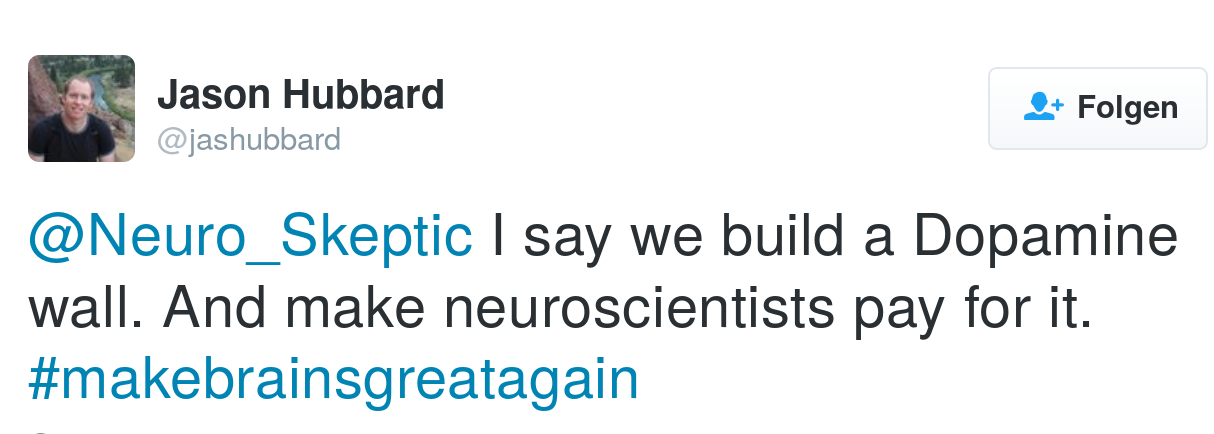 Jason Hubbard
@jashubbard
Folgen
@Neuro_Skeptic I say we build a Dopamine
wall. And make neuroscientists pay for it.
#makebrainsgreatagain